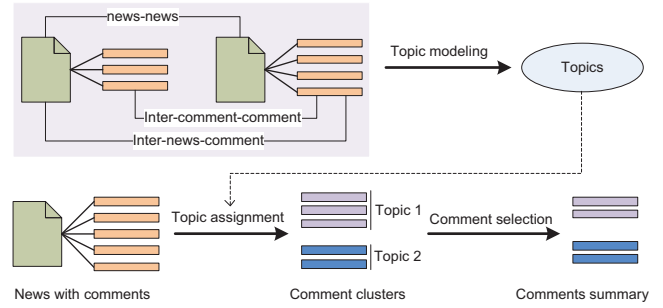 news-news
Topic modeling
Topics
Inter-comment-comment
Inter-news-comment
Topic assignment
Topic 1
Comment selection
Topic 2
News with comments
Comment clusters
Comments summary